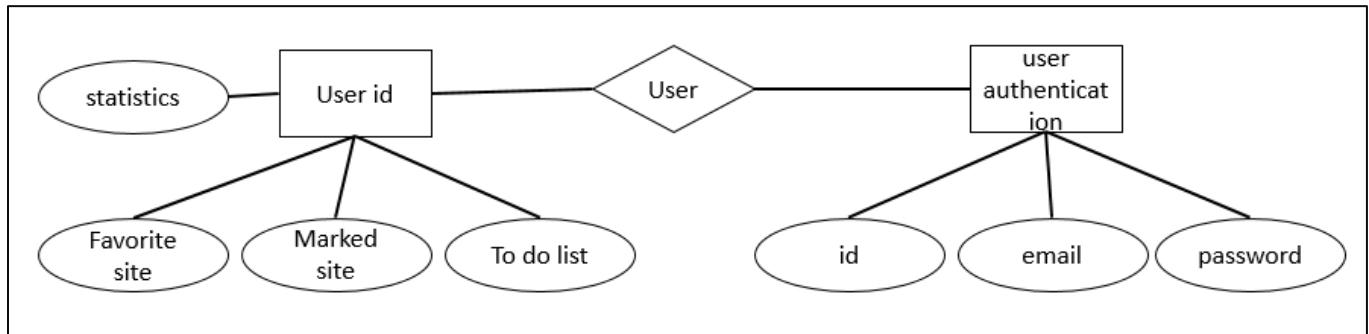 statistics
User id
User
user
authenticat
ion
Favorite
site
Marked
site
To do list
id
email
password